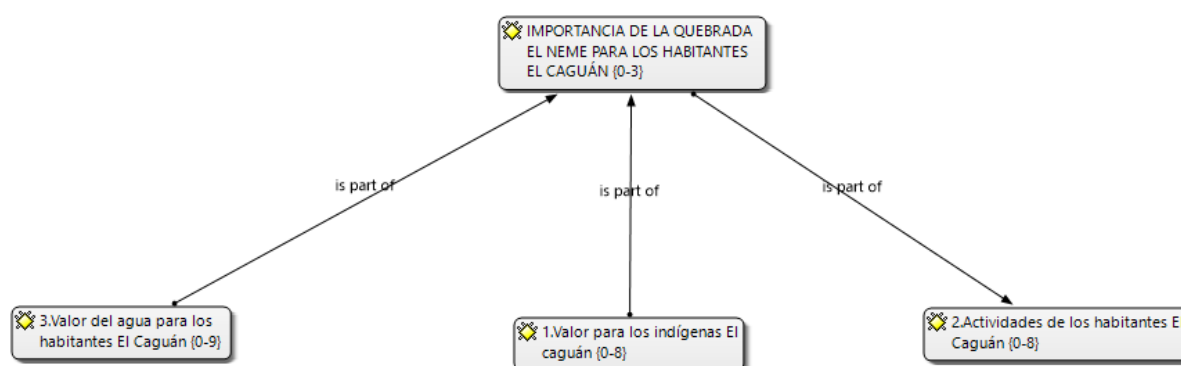 IMPORTANCIA DE LA QUEBRADA
EL NEME PARA LOS HABITANTES
EL CAGUÁN {0-3}
is part of
is part of
is part of
3.Valor del agua para los
habitantes El Caguán {0-9}
1.Valor para los indígenas El
caguán {0-8}
2.Actividades de los habitantes El
Caguán {0-8}